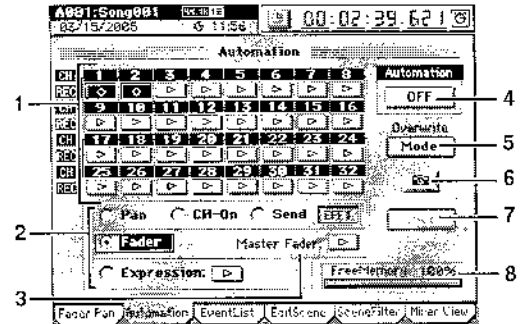 A001:Song001
03/15/2006 11:56
00:02:39.621
Automation
CH 1 2 3 4 5 6 7 8
REC
CH 9 10 11 12 13 14 15 16
REC
CH 17 18 19 20 21 22 23 24
REC
CH 25 26 27 28 29 30 31 32
REC
Pan CH-On Send EFF1
Fader Master Fader
Expression:
Automation
OFF
Overwrite
Mode
FreeMemory 100%
Fader Pan Automation EventList EditScene SceneFilter Mixer View
1
2
3
4
5
6
7
8